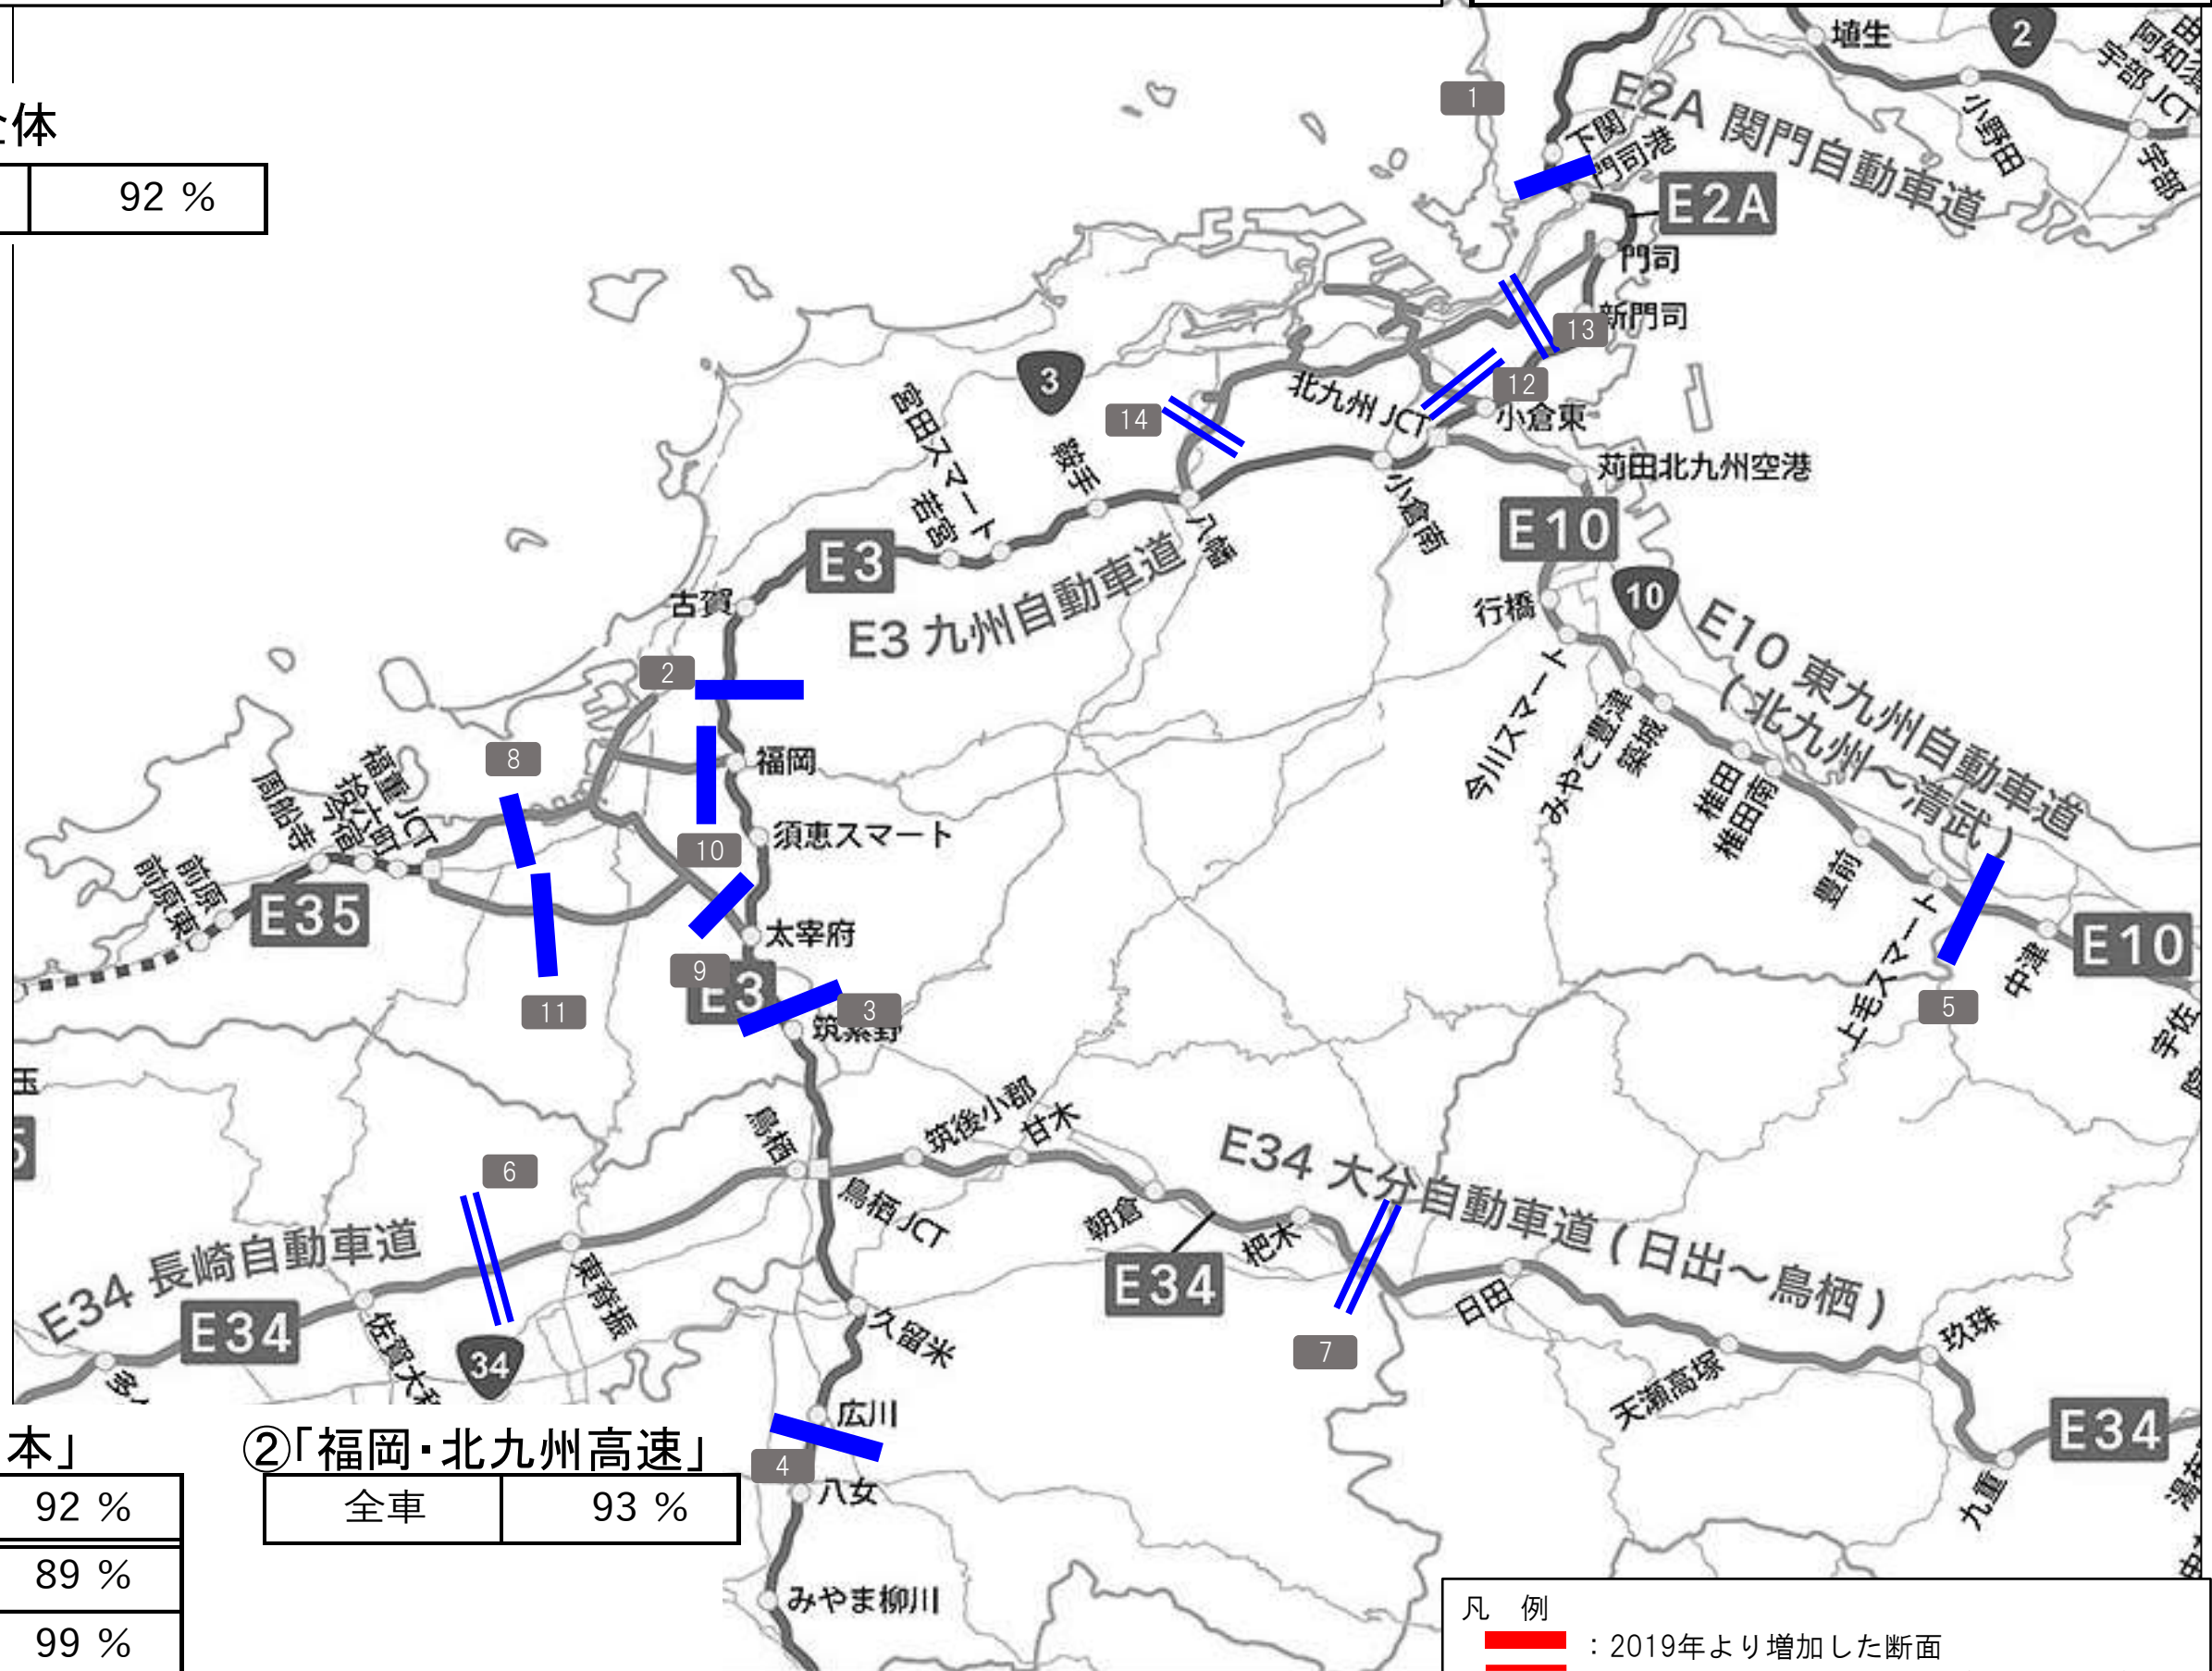 全体
92 %
1
2
埴生
阿知須
宇部JCT
宇部
小野田
E2A 関門自動車道
下関
門司港
E2A
門司
新門司
13
12
3
14
北九州JCT
小倉東
苅田北九州空港
小倉南
八幡
鞍手
宮田スマート
若宮
E3
E3 九州自動車道
古賀
E10
10
行橋
今川スマート
みやこ豊津
築城
椎田
椎田南
豊前
上毛スマート
中津
宇佐
E10 東九州自動車道
(北九州～清武)
E10
5
2
福岡
須恵スマート
10
8
福重JCT
拾六町
今宿
周船寺
前原
前原東
E35
11
9
太宰府
E3
3
筑紫野
鳥栖
鳥栖JCT
筑後小郡
甘木
朝倉
杷木
E34 大分自動車道(日出～鳥栖)
E34
7
日田
天瀬高塚
玖珠
九重
E34
6
E34 長崎自動車道
E34
34
東脊振
佐賀大和
久留米
広川
4
八女
みやま柳川
本」
92 %
89 %
99 %
②「福岡・北九州高速」
全車 93 %
凡 例
：2019年より増加した断面